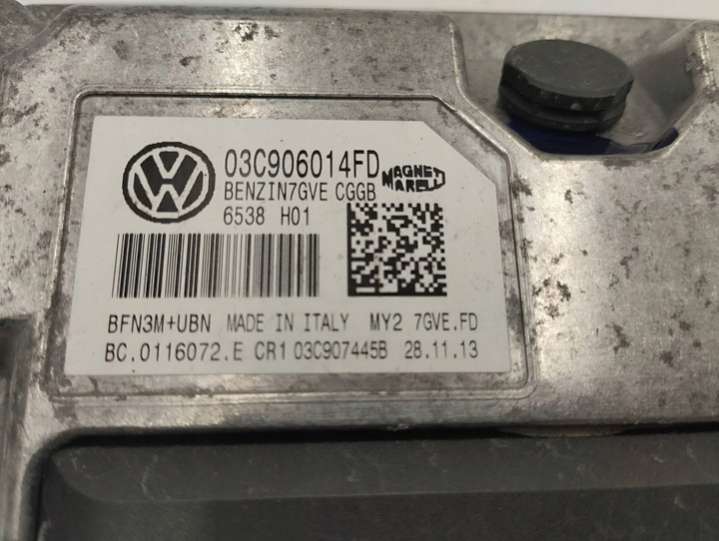 03C906014FD
MAGNETI MARELLI
BENZIN7GVE CGGB
6538 H01
BFN3M+UBN MADE IN ITALY MY2 7GVE.FD
BC.0116072.E CR1 03C907445B 28.11.13